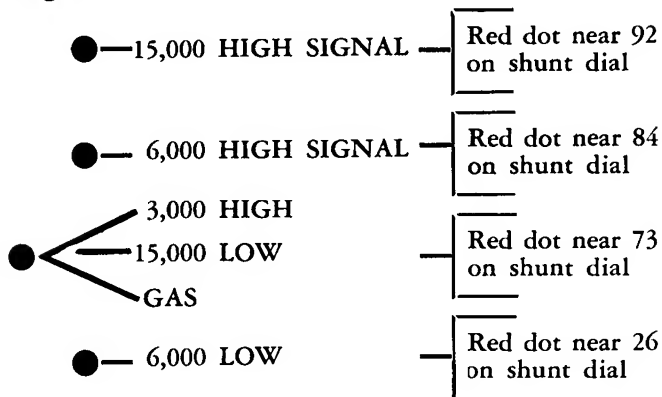 15,000 HIGH SIGNAL
Red dot near 92
on shunt dial
6,000 HIGH SIGNAL
Red dot near 84
on shunt dial
3,000 HIGH
15,000 LOW
GAS
Red dot near 73
on shunt dial
6,000 LOW
Red dot near 26
on shunt dial